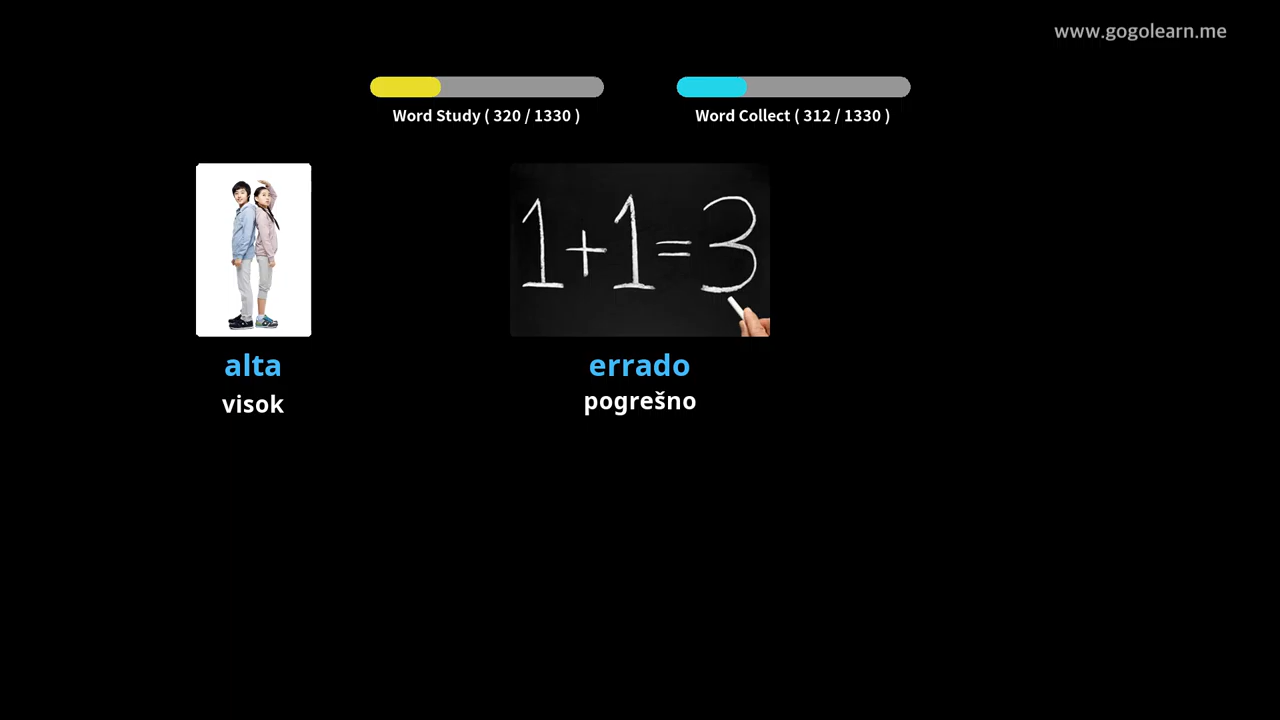 www.gogolearn.me
Word Study ( 320 / 1330 )
Word Collect ( 312 / 1330 )
1+1=3
alta
visok
errado
pogrešno